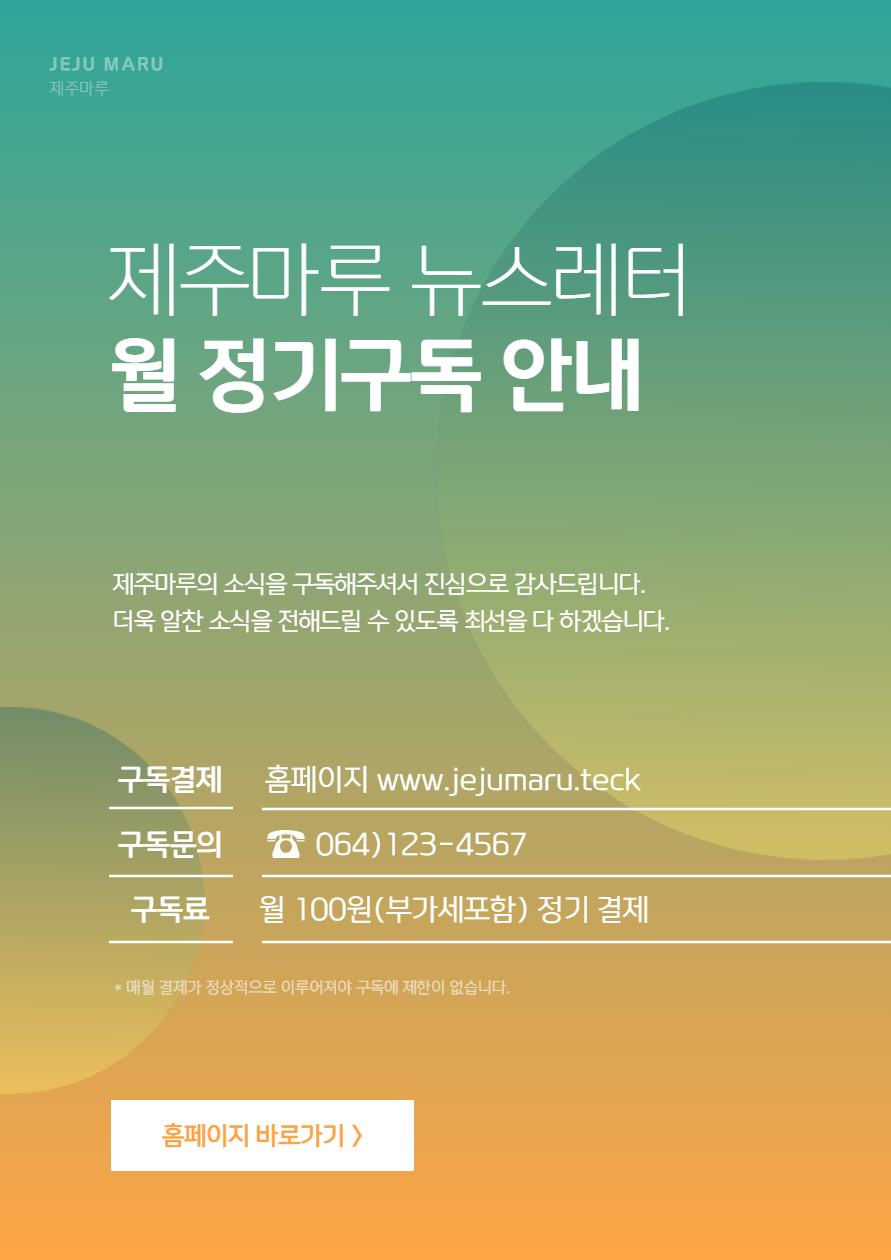 JEJU MARU
제주마루
제주마루 뉴스레터
월 정기구독 안내
제주마루의 소식을 구독해주셔서 진심으로 감사드립니다.
더욱 알찬 소식을 전해드릴 수 있도록 최선을 다 하겠습니다.
구독결제 홈페이지 www.jejumaru.teck
구독문의 ☎ 064)123-4567
구독료 월 100원(부가세포함) 정기 결제
* 매월 결제가 정상적으로 이루어져야 구독에 제한이 없습니다.
홈페이지 바로가기 〉